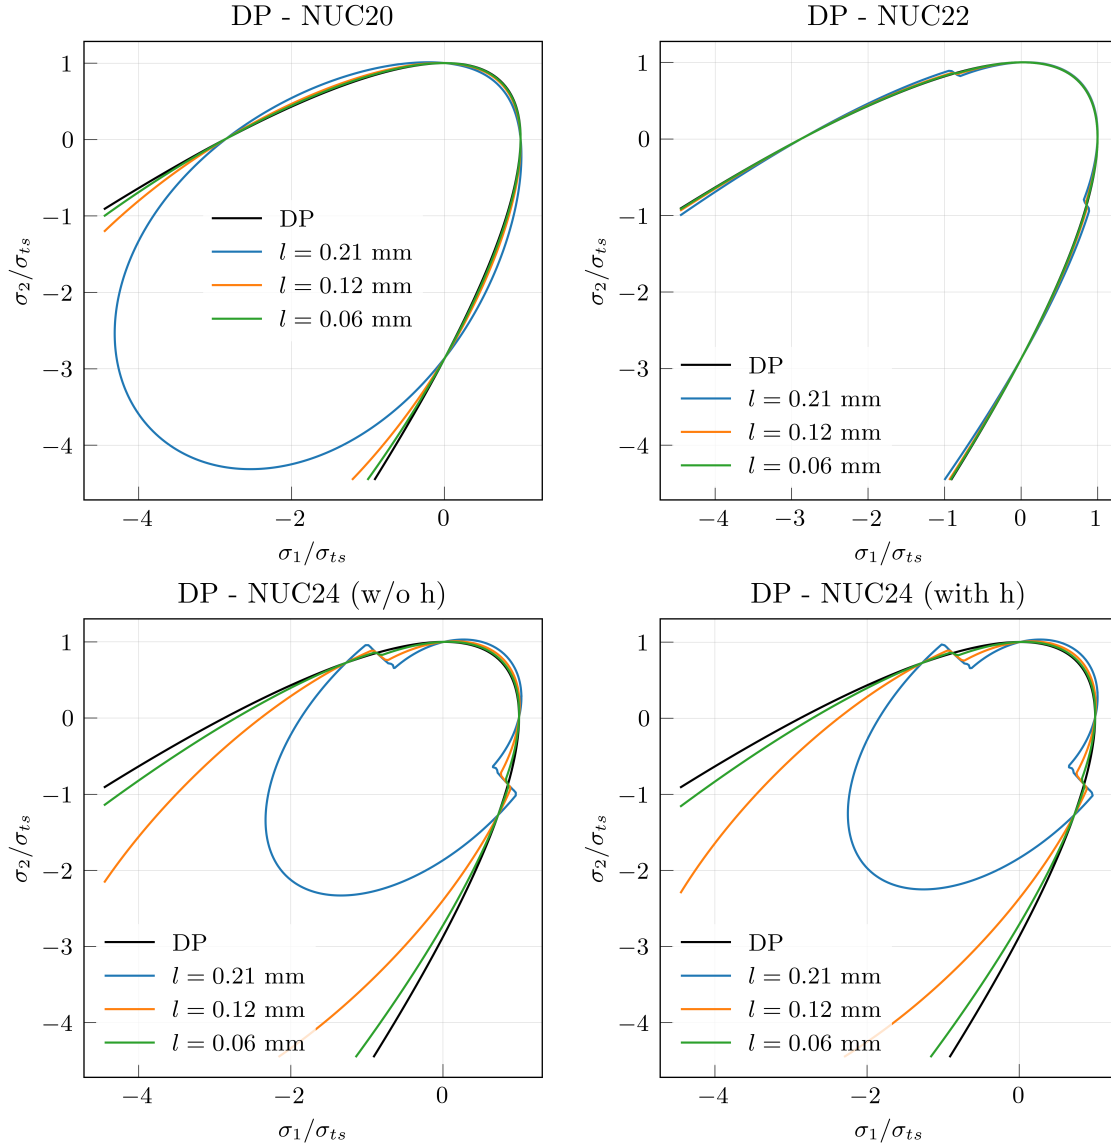 DP - NUC20
1
0
−1
−2
−3
−4
σ2/σts
DP
l = 0.21 mm
l = 0.12 mm
l = 0.06 mm
−4
−2
0
σ1/σts
DP - NUC22
1
0
−1
−2
−3
−4
σ2/σts
DP
l = 0.21 mm
l = 0.12 mm
l = 0.06 mm
−4
−3
−2
−1
0
1
σ1/σts
DP - NUC24 (w/o h)
1
0
−1
−2
−3
−4
σ2/σts
DP
l = 0.21 mm
l = 0.12 mm
l = 0.06 mm
−4
−2
0
σ1/σts
DP - NUC24 (with h)
1
0
−1
−2
−3
−4
σ2/σts
DP
l = 0.21 mm
l = 0.12 mm
l = 0.06 mm
−4
−2
0
σ1/σts